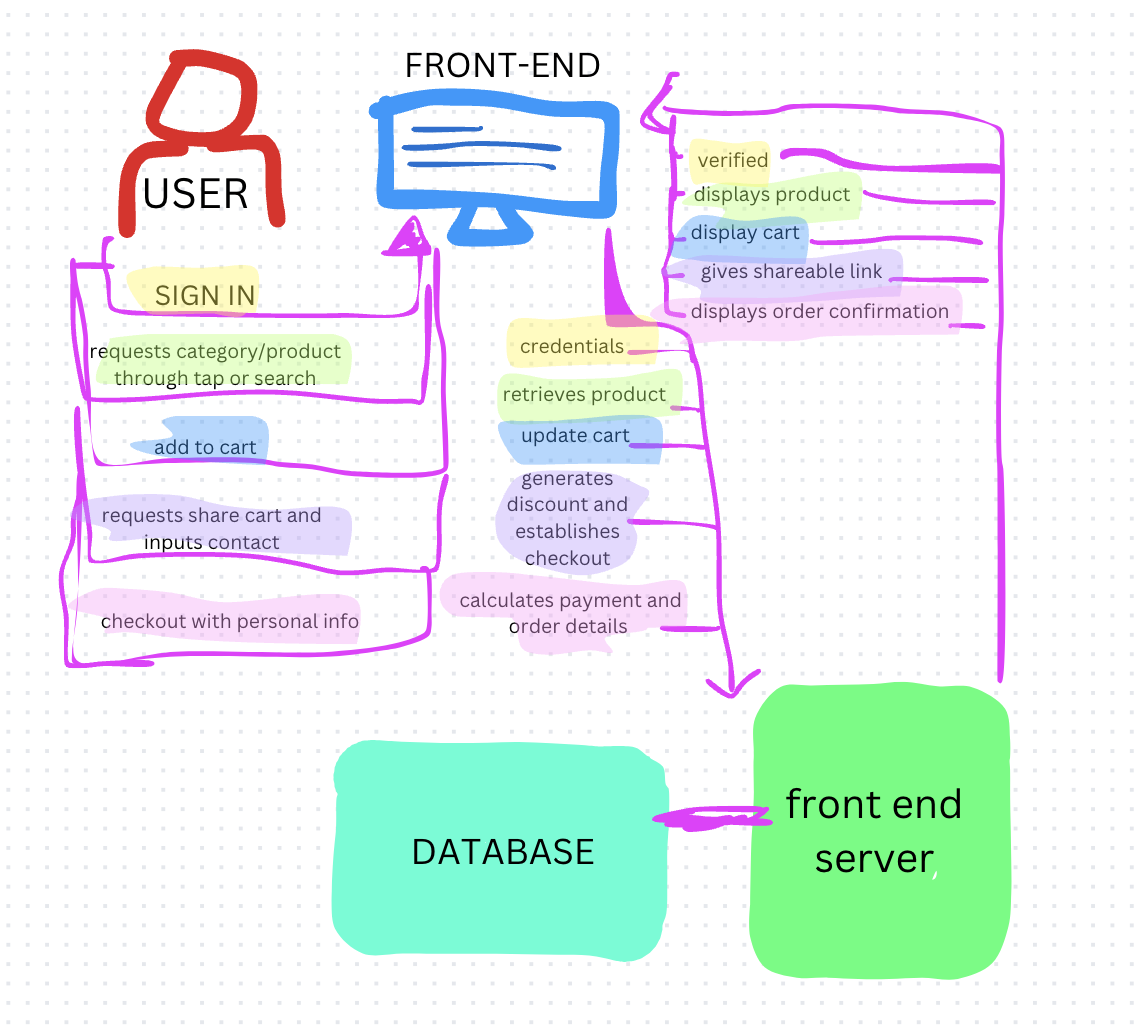 FRONT-END
USER
SIGN IN
requests category/product
through tap or search
add to cart
requests share cart and
inputs contact
checkout with personal info
credentials
retrieves product
update cart
generates
discount and
establishes
checkout
calculates payment and
order details
verified
displays product
display cart
gives shareable link
displays order confirmation
DATABASE
front end
server